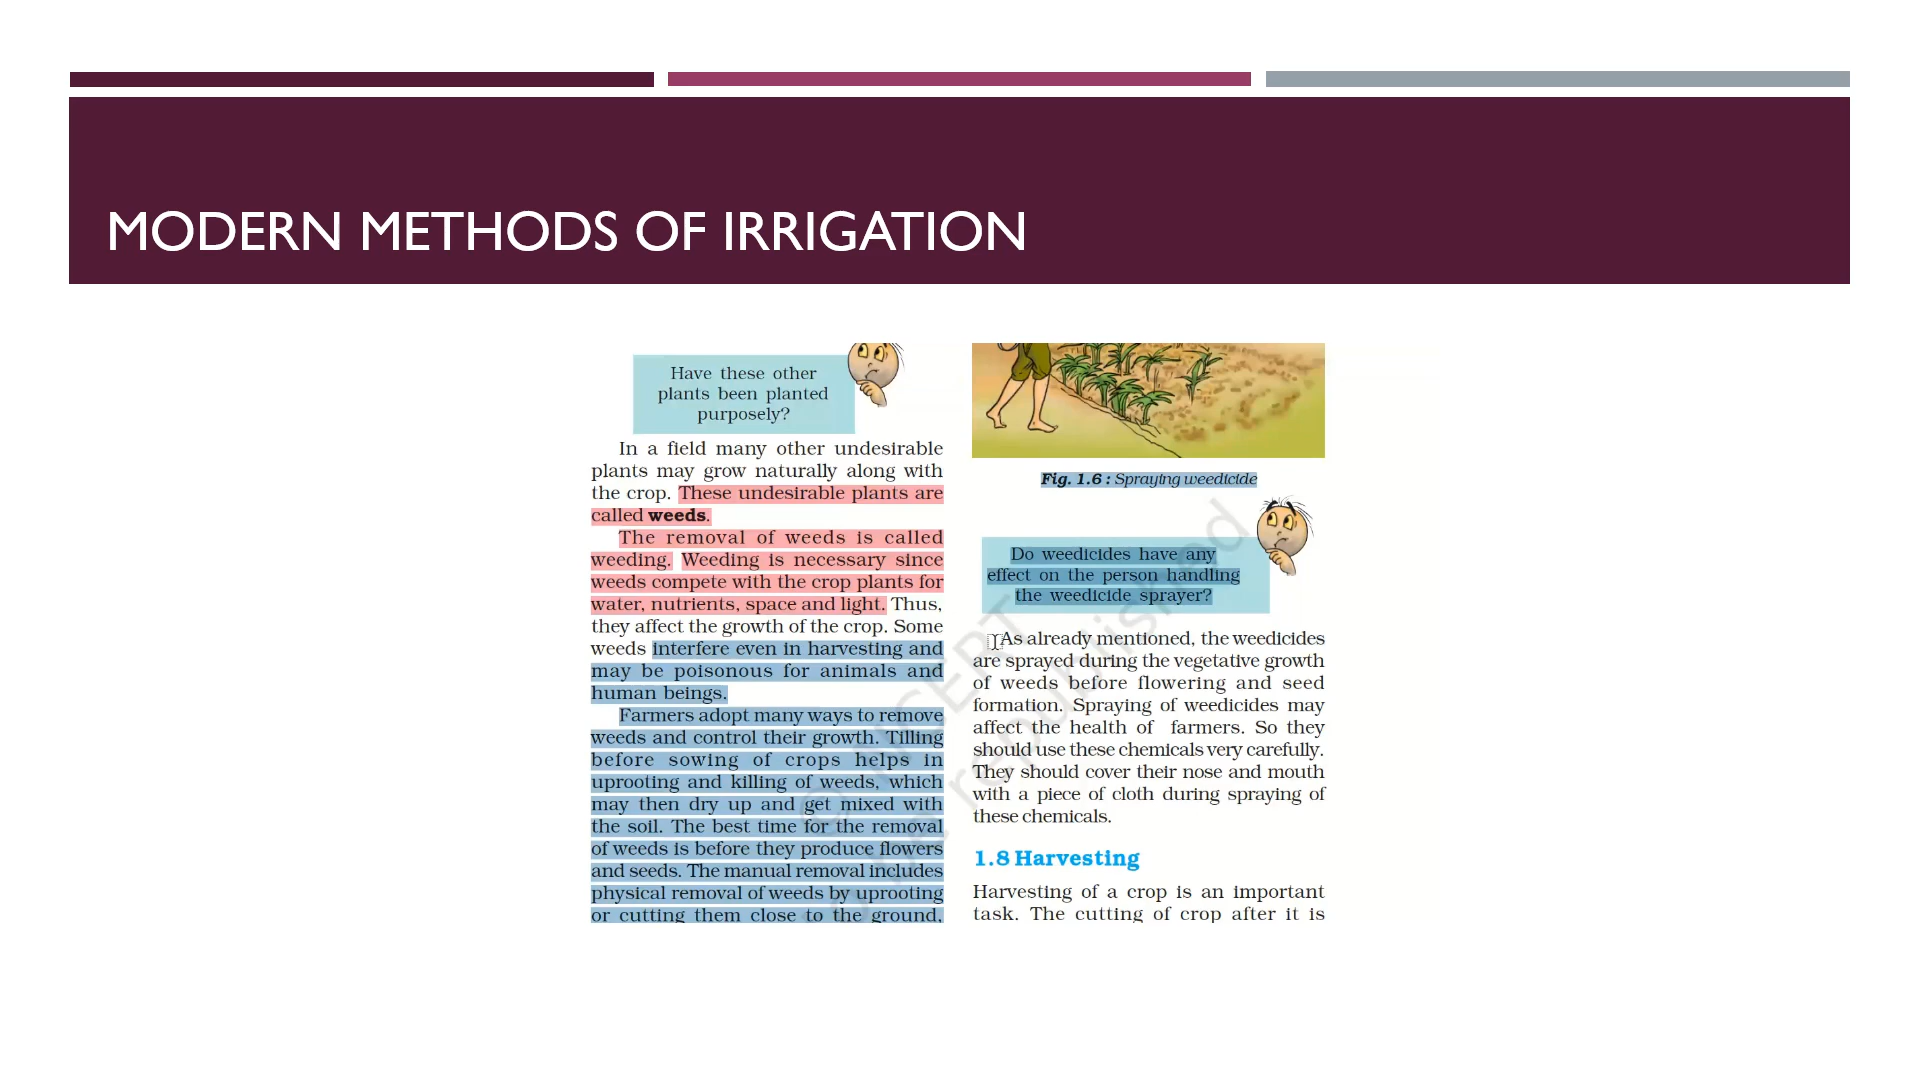 MODERN METHODS OF IRRIGATION
Have these other
plants been planted
purposely?
In a field many other undesirable
plants may grow naturally along with
the crop. These undesirable plants are
called weeds.
The removal of weeds is called
weeding. Weeding is necessary since
weeds compete with the crop plants for
water, nutrients, space and light. Thus,
they affect the growth of the crop. Some
weeds interfere even in harvesting and
may be poisonous for animals and
human beings.
Farmers adopt many ways to remove
weeds and control their growth. Tilling
before sowing of crops helps in
uprooting and killing of weeds, which
may then dry up and get mixed with
the soil. The best time for the removal
of weeds is before they produce flowers
and seeds. The manual removal includes
physical removal of weeds by uprooting
or cutting them close to the ground,
Fig. 1.6 : Spraying weedicide
Do weedicides have any
effect on the person handling
the weedicide sprayer?
As already mentioned, the weedicides
are sprayed during the vegetative growth
of weeds before flowering and seed
formation. Spraying of weedicides may
affect the health of farmers. So they
should use these chemicals very carefully.
They should cover their nose and mouth
with a piece of cloth during spraying of
these chemicals.
1.8 Harvesting
Harvesting of a crop is an important
task. The cutting of crop after it is
© NCERT
republished